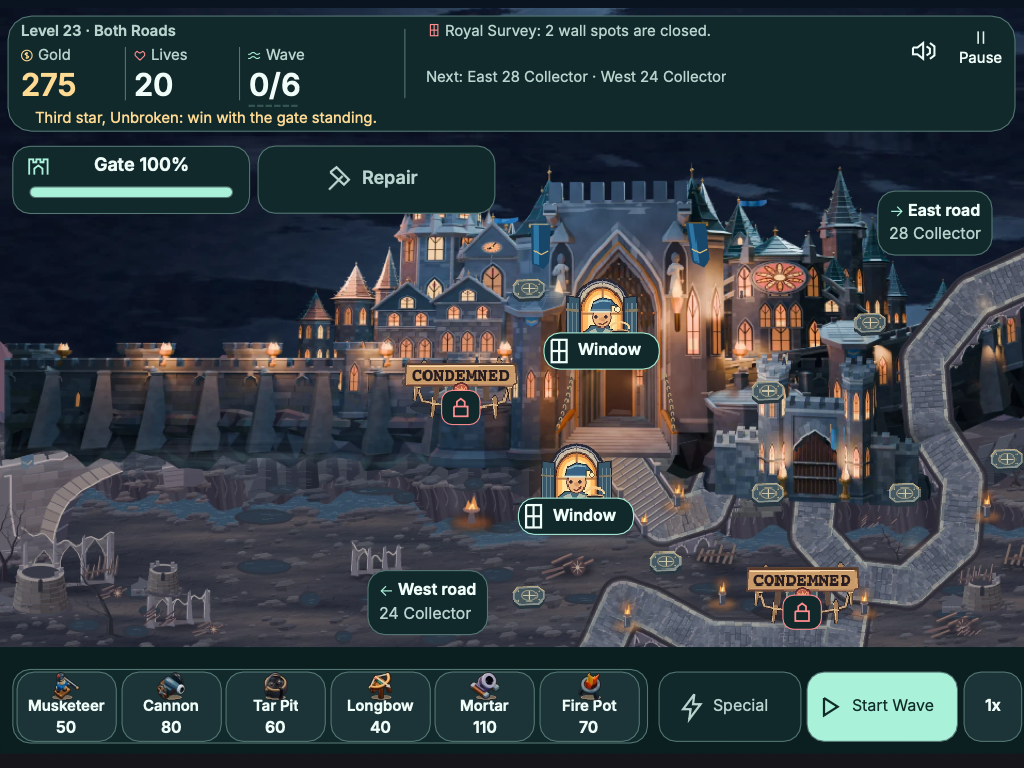 Level 23 · Both Roads
Gold
Lives
Wave
275
20
0/6
Third star, Unbroken: win with the gate standing.
Royal Survey: 2 wall spots are closed.
Next: East 28 Collector · West 24 Collector
Pause
Gate 100%
Repair
→ East road
28 Collector
Window
CONDEMNED
Window
← West road
24 Collector
CONDEMNED
Musketeer
50
Cannon
80
Tar Pit
60
Longbow
40
Mortar
110
Fire Pot
70
Special
Start Wave
1x